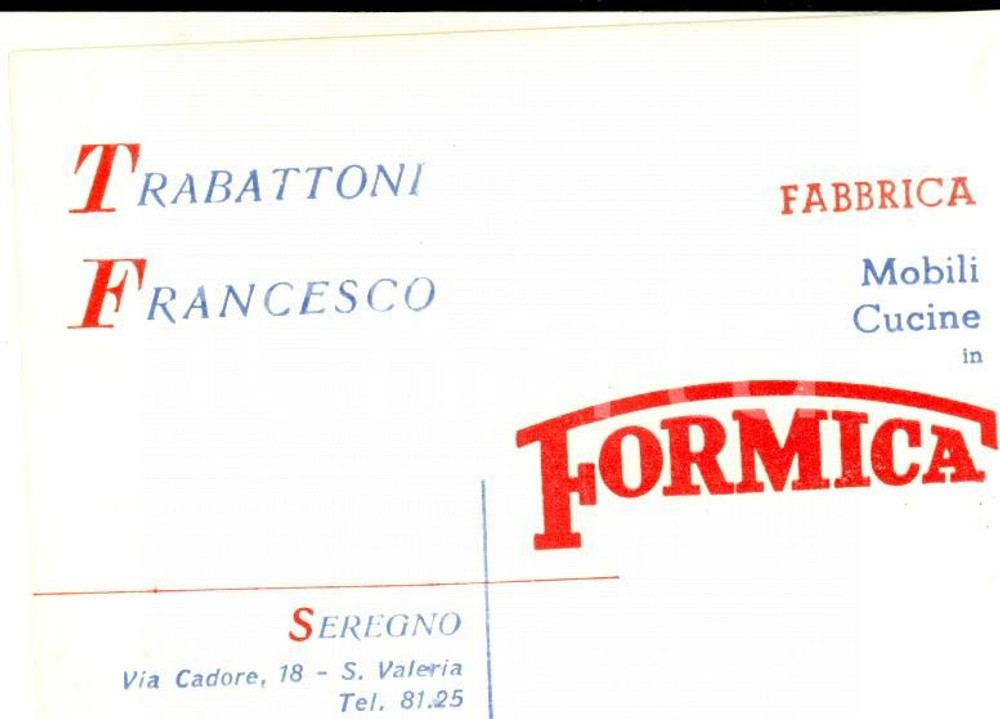 TRABATTONI
FRANCESCO
FABBRICA
Mobili
Cucine
in
FORMICA
SEREGNO
Via Cadore, 18 - S. Valeria
Tel. 81.25